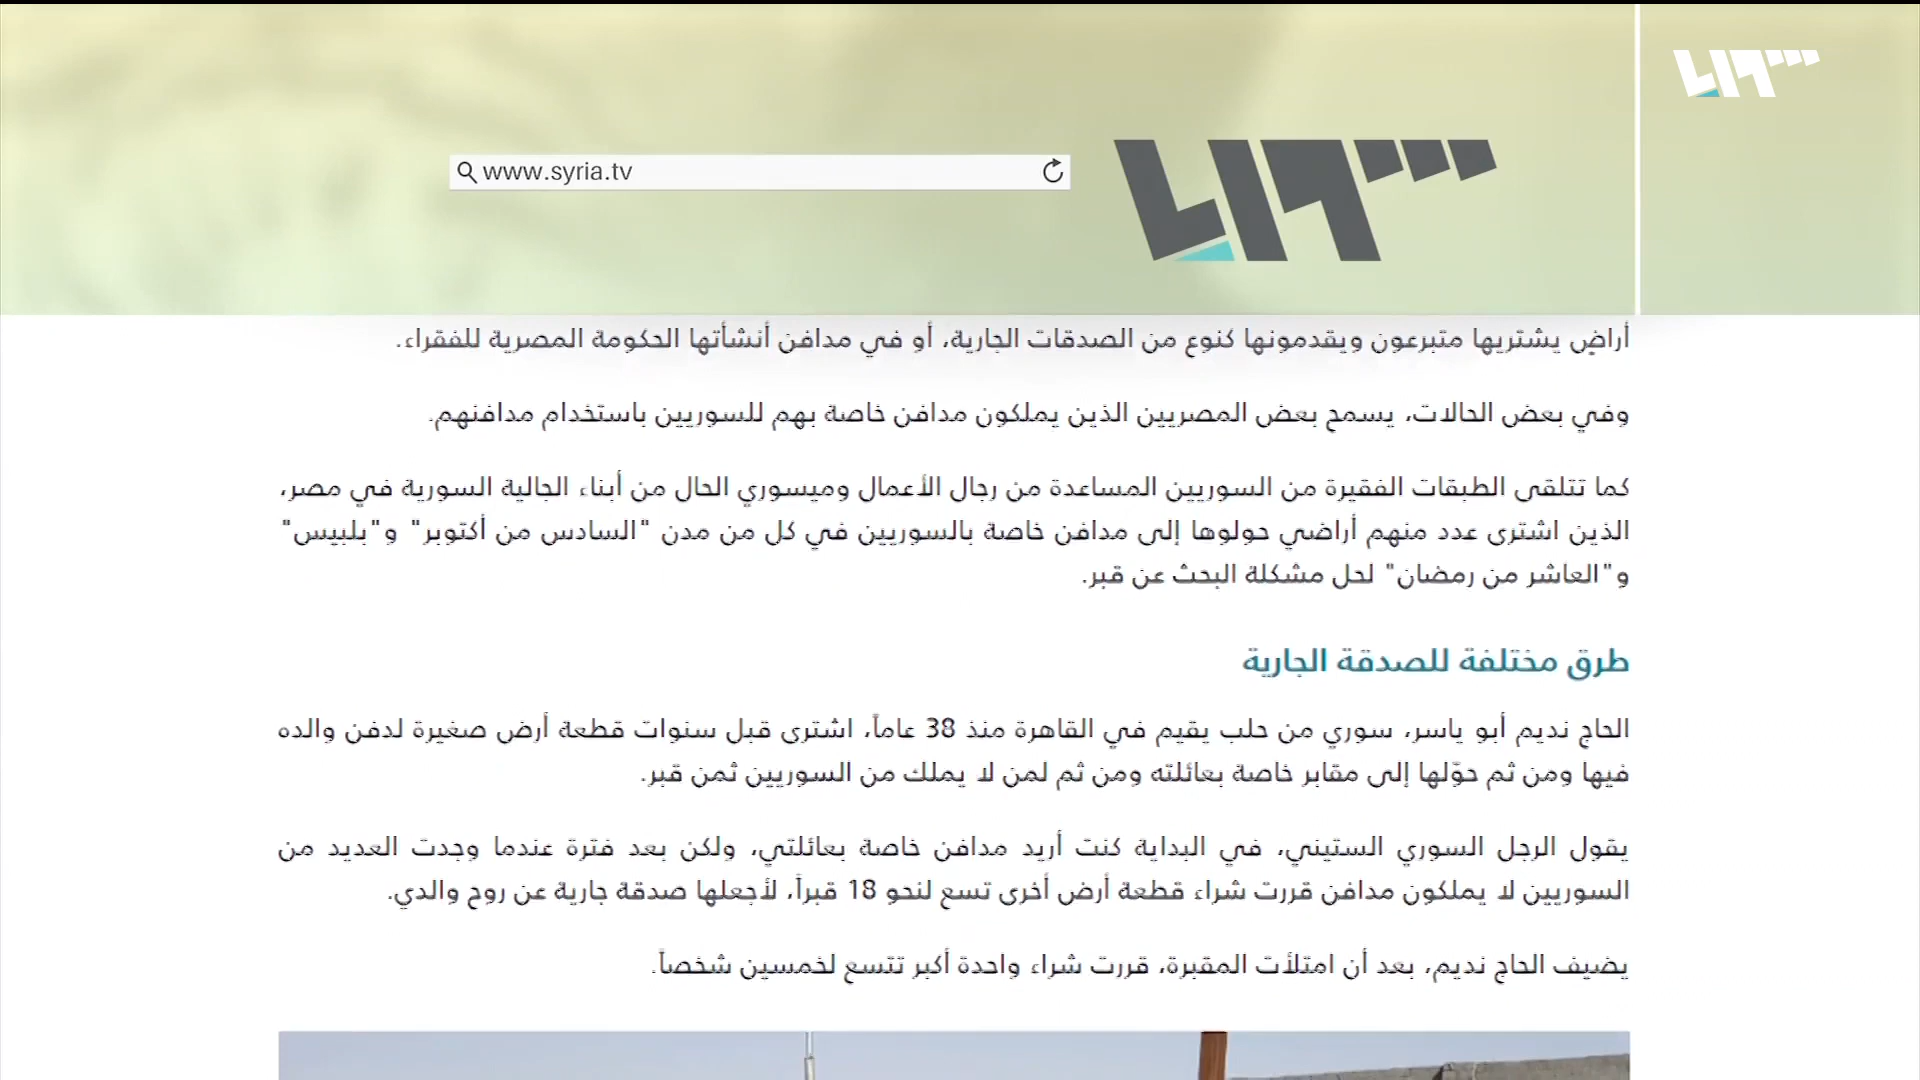 www.syria.tv
سوريا
سوريا
أراضٍ يشتريها متبرعون ويقدمونها كنوع من الصدقات الجارية، أو في مدافن أنشأتها الحكومة المصرية للفقراء.
وفي بعض الحالات، يسمح بعض المصريين الذين يملكون مدافن خاصة بهم للسوريين باستخدام مدافنهم.
كما تتلقى الطبقات الفقيرة من السوريين المساعدة من رجال الأعمال وميسوري الحال من أبناء الجالية السورية في مصر،
الذين اشترى عدد منهم أراضي حولوها إلى مدافن خاصة بالسوريين في كل من مدن "السادس من أكتوبر" و"بلبيس"
و"العاشر من رمضان" لحل مشكلة البحث عن قبر.
طرق مختلفة للصدقة الجارية
الحاج نديم أبو ياسر، سوري من حلب يقيم في القاهرة منذ 38 عاماً، اشترى قبل سنوات قطعة أرض صغيرة لدفن والده
فيها ومن ثم حوّلها إلى مقابر خاصة بعائلته ومن ثم لمن لا يملك من السوريين ثمن قبر.
يقول الرجل السوري الستيني، في البداية كنت أريد مدافن خاصة بعائلتي، ولكن بعد فترة عندما وجدت العديد من
السوريين لا يملكون مدافن قررت شراء قطعة أرض أخرى تسع لنحو 18 قبراً، لأجعلها صدقة جارية عن روح والدي.
يضيف الحاج نديم، بعد أن امتلأت المقبرة، قررت شراء واحدة أكبر تتسع لخمسين شخصاً.